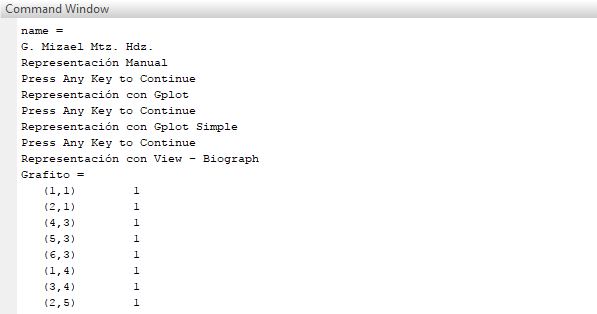 Command Window
name =
G. Mizael Mtz. Hdz.
Representación Manual
Press Any Key to Continue
Representación con Gplot
Press Any Key to Continue
Representación con Gplot Simple
Press Any Key to Continue
Representación con View - Biograph
Grafito =
(1,1) 1
(2,1) 1
(4,3) 1
(5,3) 1
(6,3) 1
(1,4) 1
(3,4) 1
(2,5) 1